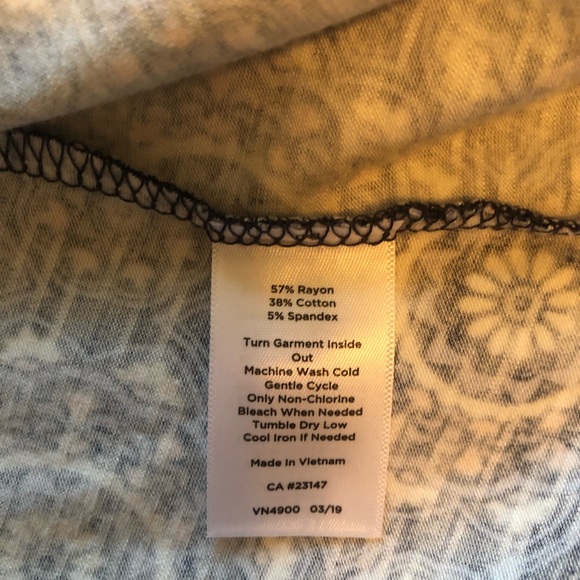 57% Rayon
38% Cotton
5% Spandex
Turn Garment Inside
Out
Machine Wash Cold
Gentle Cycle
Only Non-Chlorine
Bleach When Needed
Tumble Dry Low
Cool Iron If Needed
Made In Vietnam
CA #23147
VN4900 03/19